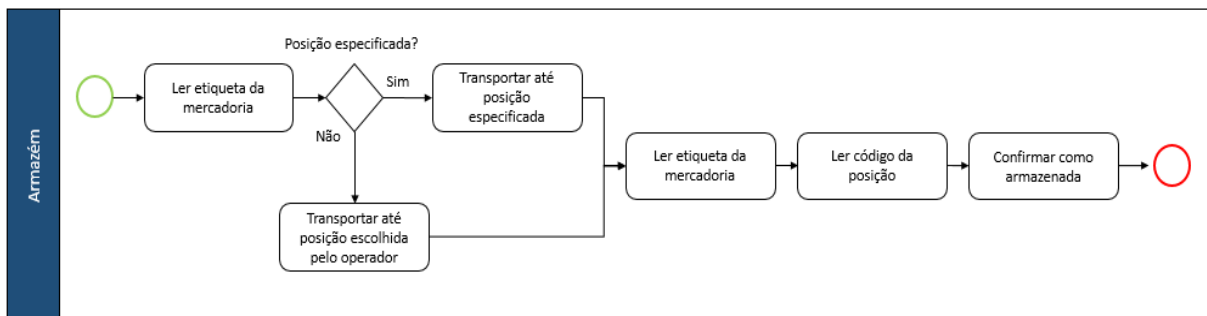 Armazém
Ler etiqueta da
mercadoria
Posição especificada?
Sim
Não
Transportar até
posição
especificada
Transportar até
posição escolhida
pelo operador
Ler etiqueta da
mercadoria
Ler código da
posição
Confirmar como
armazenada